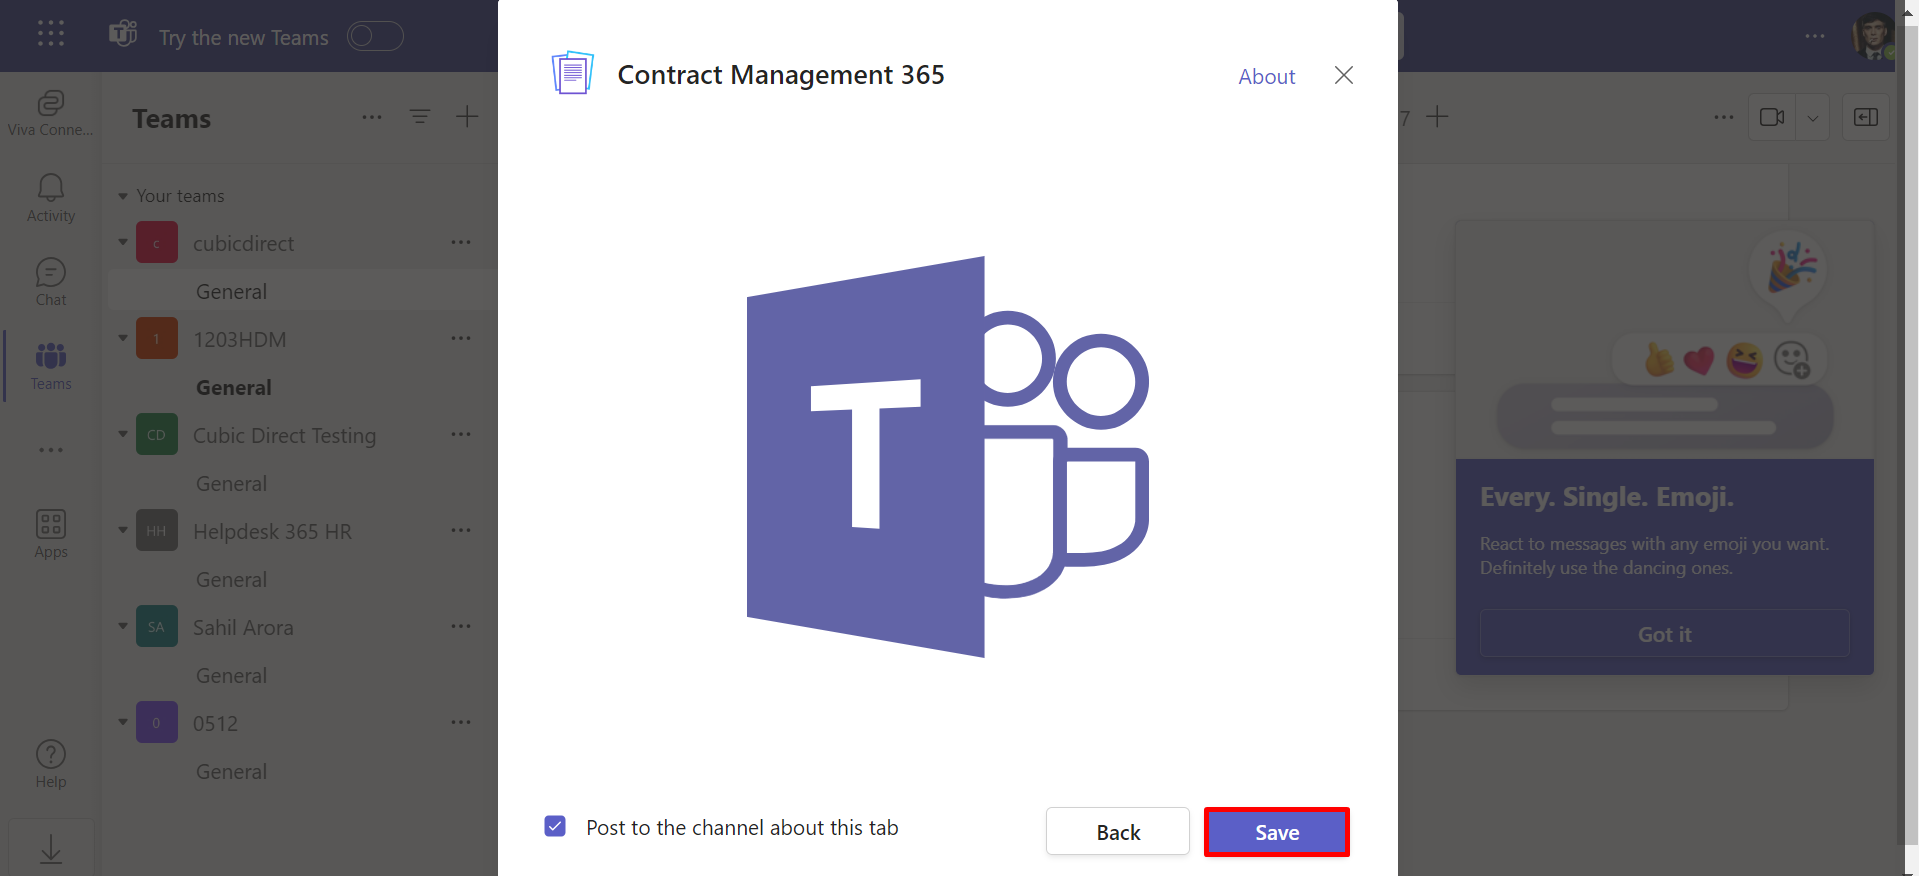 Try the new Teams
Viva Conne...
Activity
Chat
Teams
Apps
Help
Teams
Your teams
c
cubicdirect
General
1
1203HDM
General
CD
Cubic Direct Testing
General
HH
Helpdesk 365 HR
General
SA
Sahil Arora
General
0
0512
General
Contract Management 365
About
T
Post to the channel about this tab
Back
Save
7
Every. Single. Emoji.
React to messages with any emoji you want.
Definitely use the dancing ones.
Got it